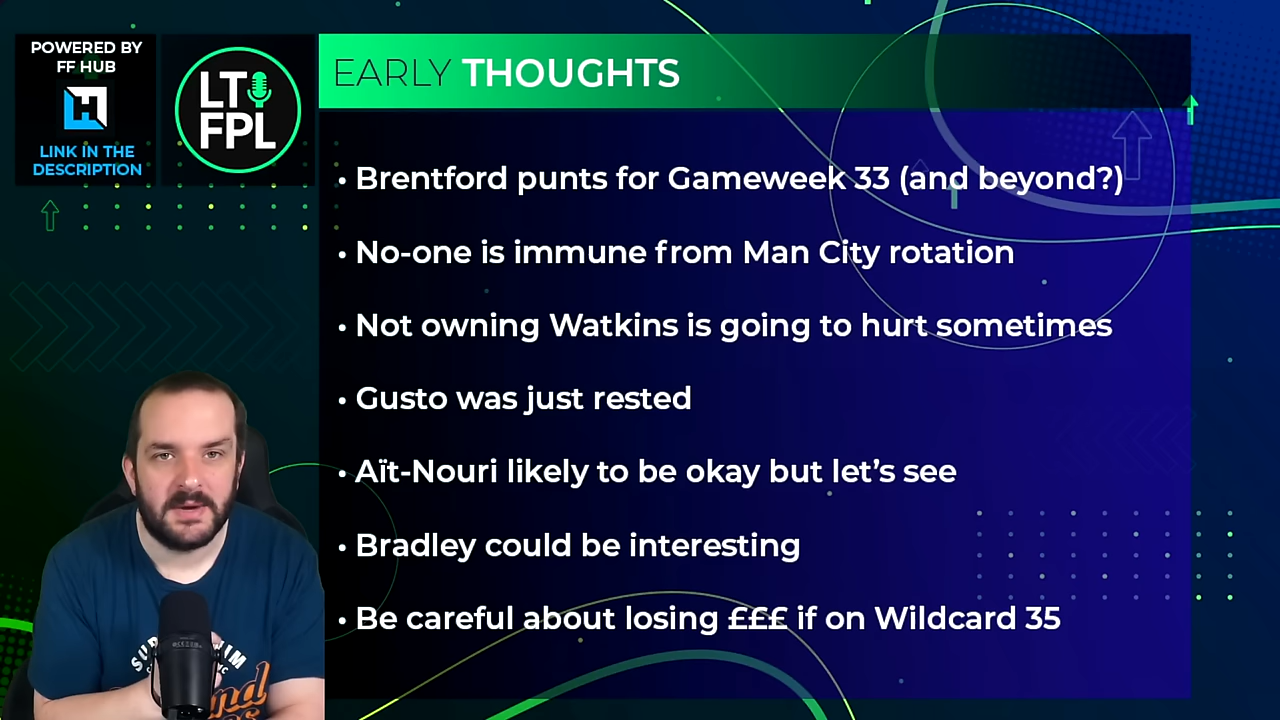 POWERED BY
FF HUB
LINK IN THE
DESCRIPTION
LT
FPL
EARLY THOUGHTS
• Brentford punts for Gameweek 33 (and beyond?)
• No-one is immune from Man City rotation
• Not owning Watkins is going to hurt sometimes
• Gusto was just rested
• Aït-Nouri likely to be okay but let’s see
• Bradley could be interesting
• Be careful about losing £££ if on Wildcard 35